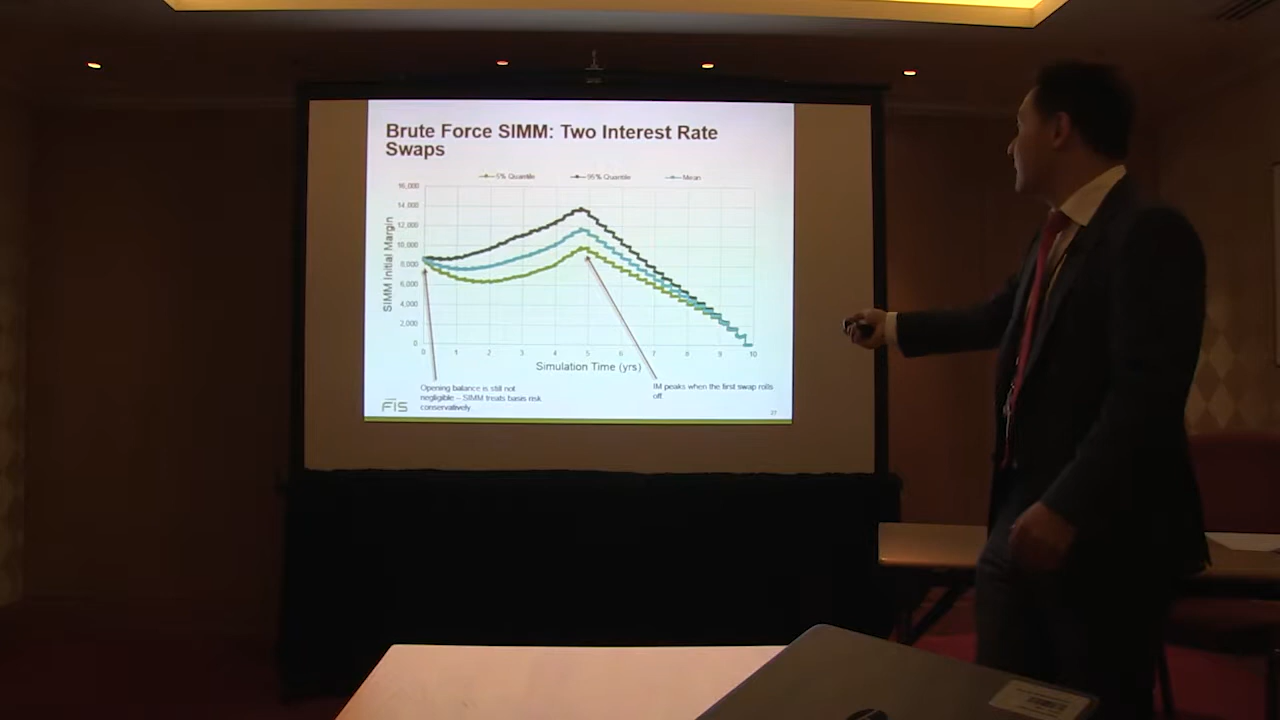 Brute Force SIMM: Two Interest Rate
Swaps
5% Quantile 95% Quantile Mean
16,000
14,000
12,000
10,000
8,000
6,000
4,000
2,000
0
SIMM Initial Margin
0 1 2 3 4 5 6 7 8 9 10
Simulation Time (yrs)
Opening balance is still not
negligible – SIMM treats basis risk
conservatively
IM peaks when the first swap rolls
off
FIS
27